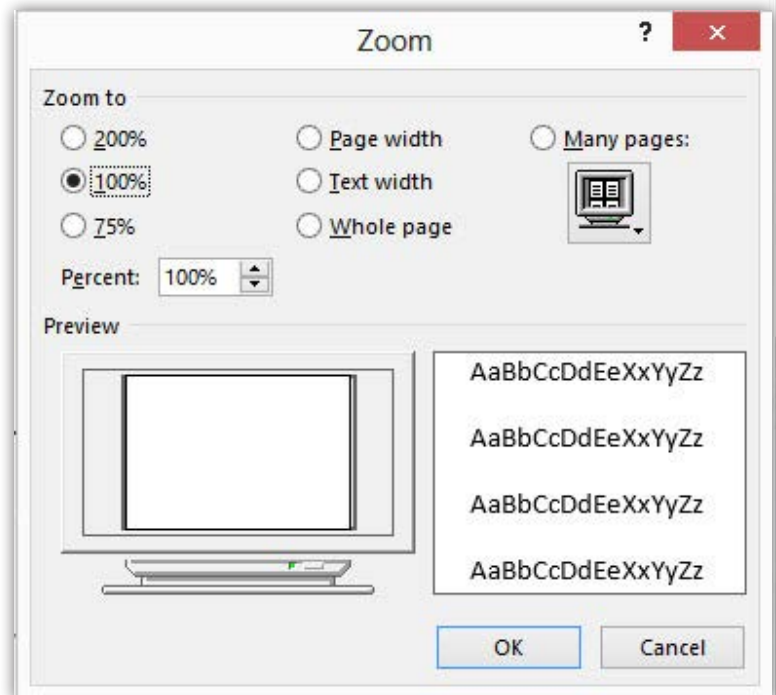 Zoom ?
Zoom to
200% Page width Many pages:
100% Text width
75% Whole page
Percent: 100%
Preview
AaBbCcDdEeXxYyZz
AaBbCcDdEeXxYyZz
AaBbCcDdEeXxYyZz
AaBbCcDdEeXxYyZz
OK Cancel